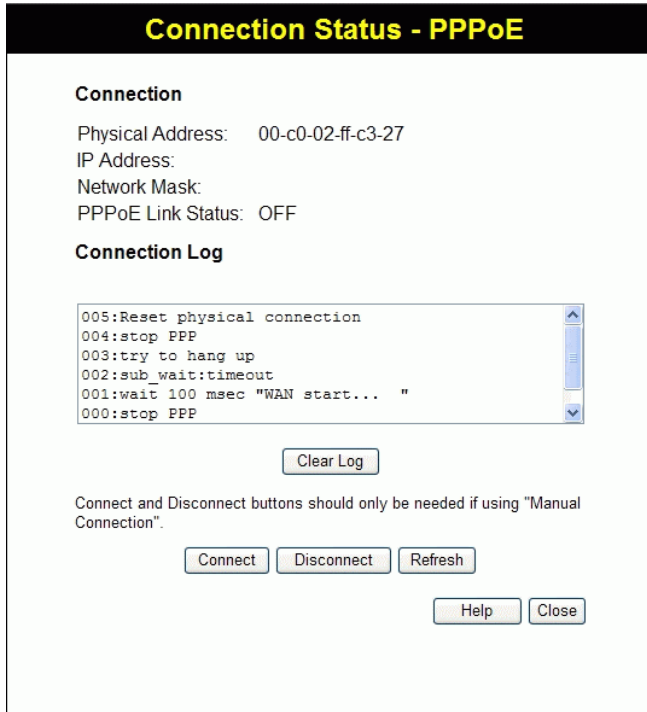 Connection Status - PPPoE
Connection
Physical Address: 00-c0-02-ff-c3-27
IP Address:
Network Mask:
PPPoE Link Status: OFF
Connection Log
005:Reset physical connection
004:stop PPP
003:try to hang up
002:sub_wait:timeout
001:wait 100 msec "WAN start...  "
000:stop PPP
Clear Log
Connect and Disconnect buttons should only be needed if using "Manual
Connection".
Connect Disconnect Refresh
Help Close